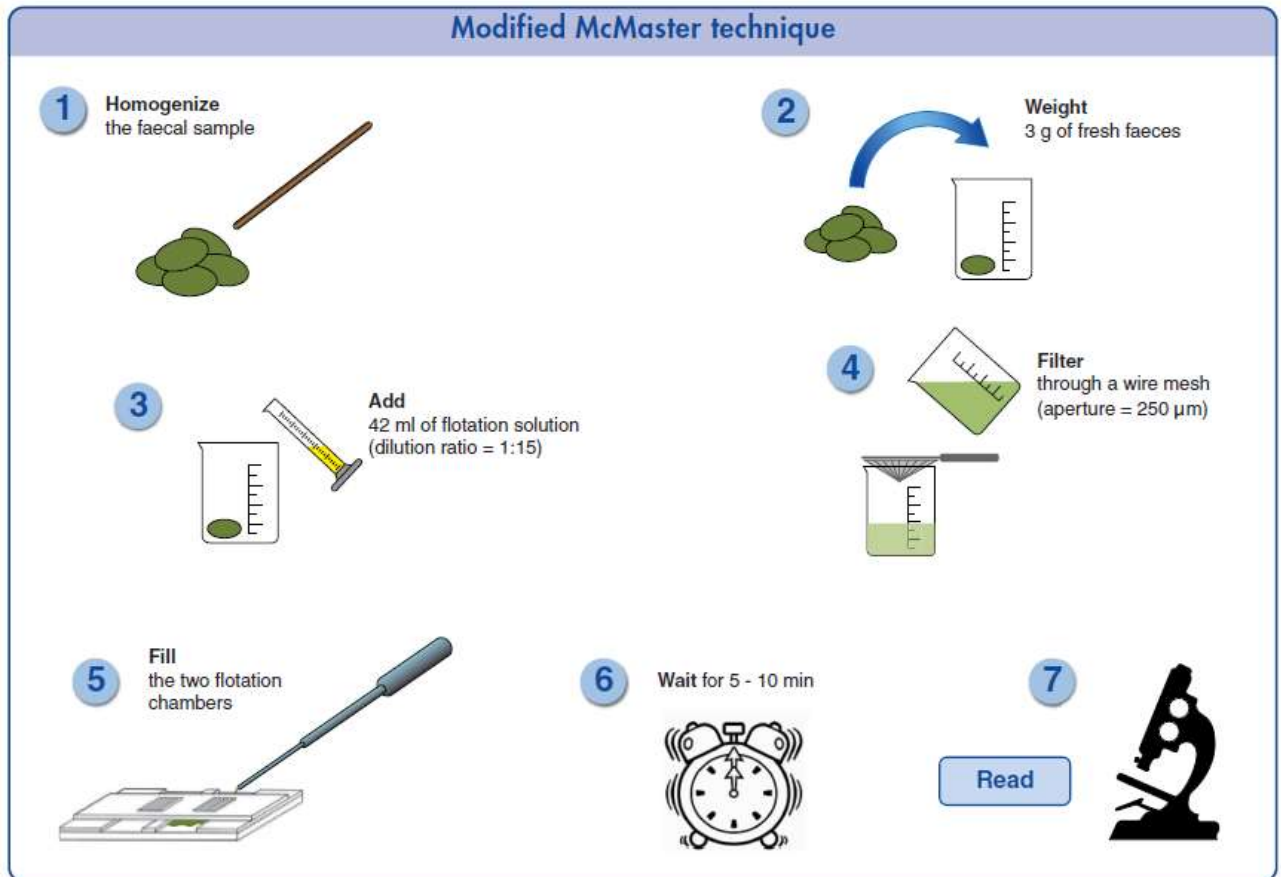 Modified McMaster technique
1
Homogenize
the faecal sample
2
Weight
3 g of fresh faeces
3
Add
42 ml of flotation solution
(dilution ratio = 1:15)
4
Filter
through a wire mesh
(aperture = 250 µm)
5
Fill
the two flotation
chambers
6
Wait for 5 - 10 min
7
Read